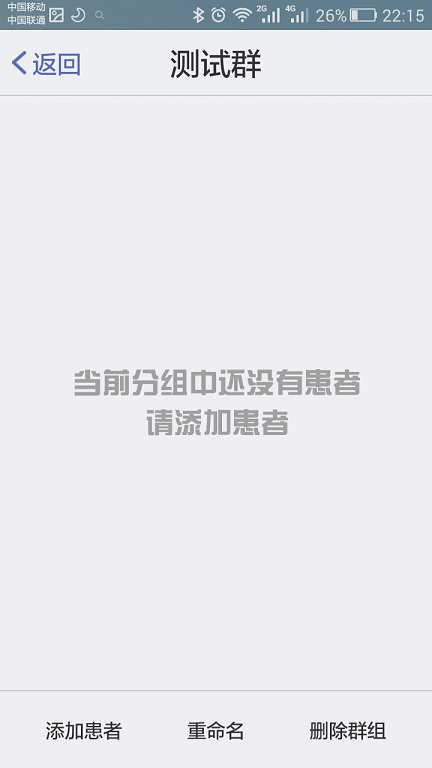 中国移动
中国联通
2G
4G
26%
22:15
返回
测试群
当前分组中还没有患者
请添加患者
添加患者
重命名
删除群组